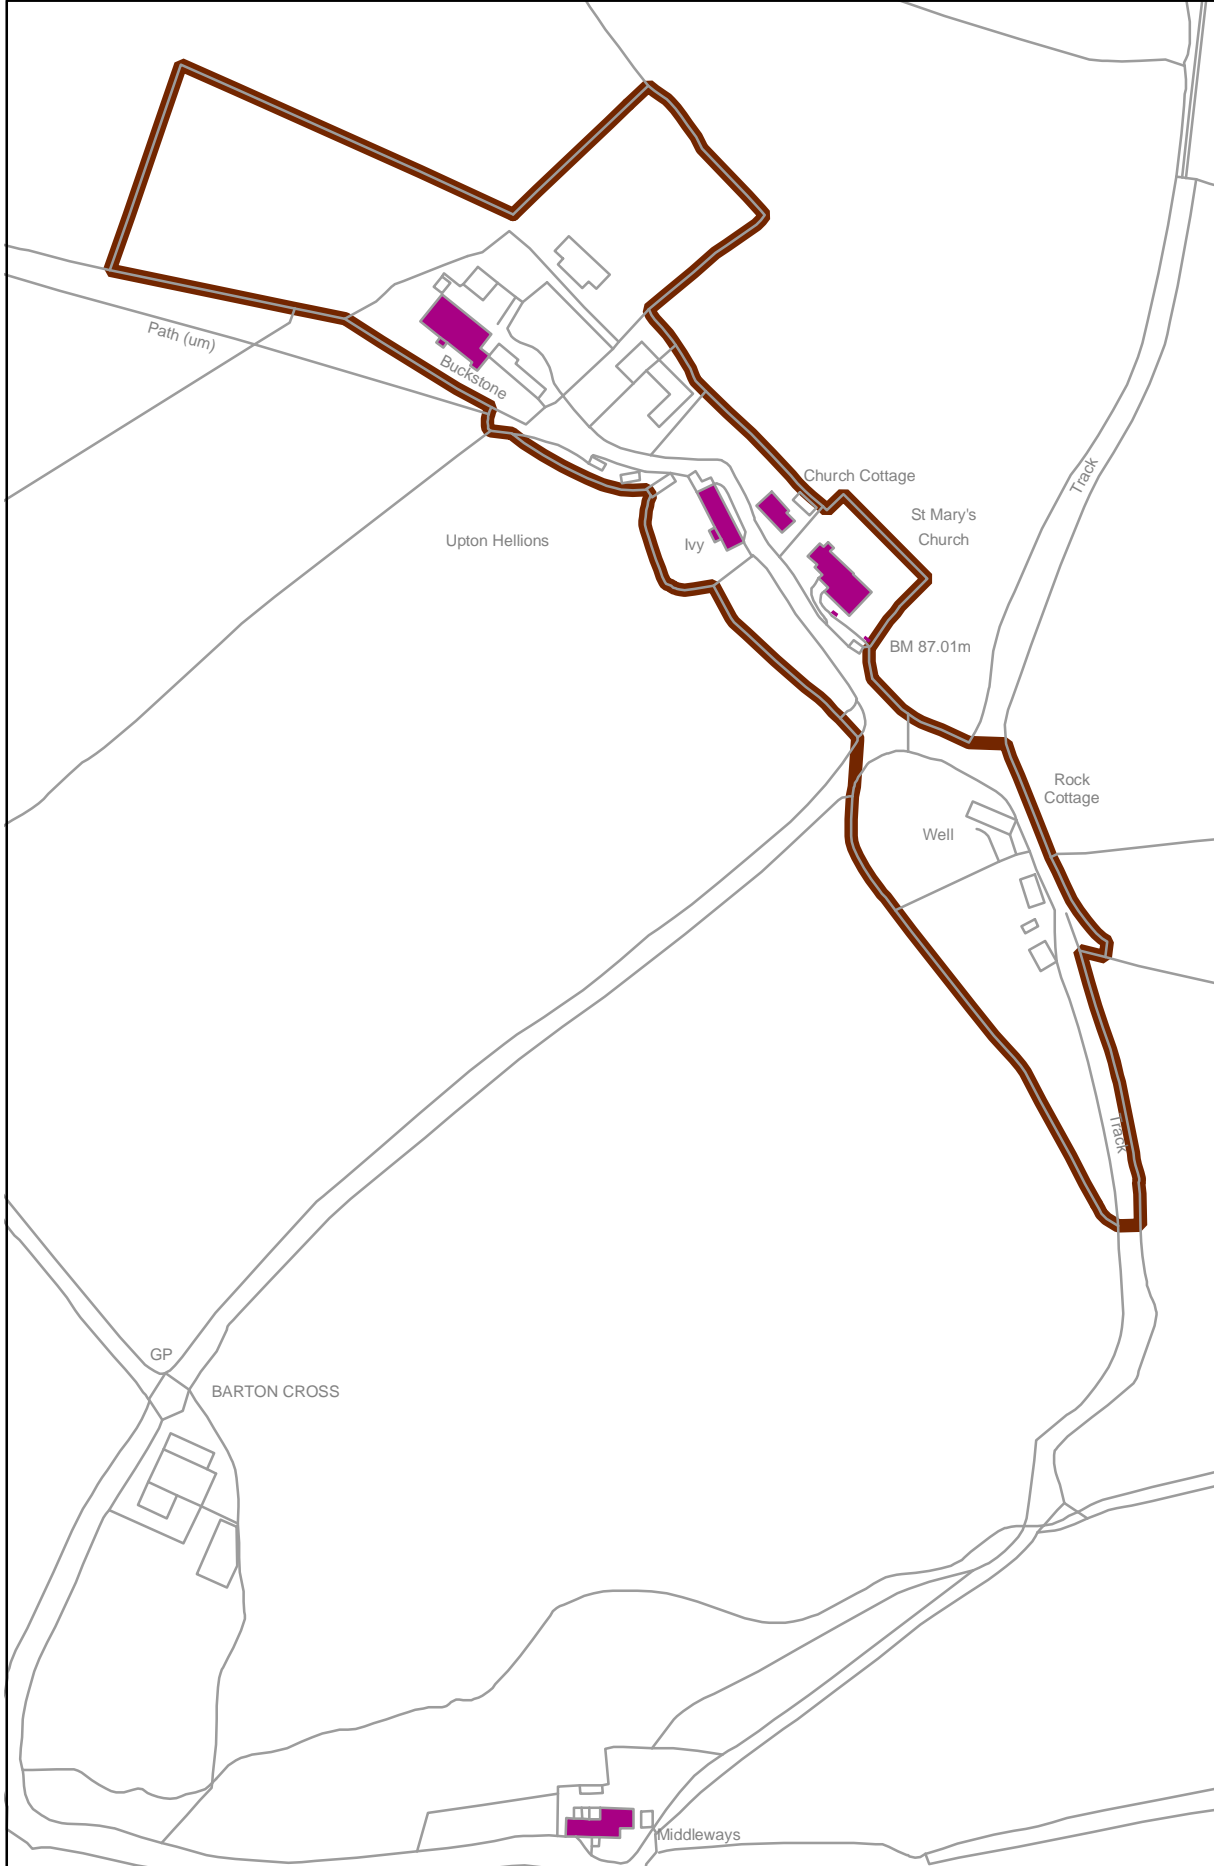 Path (um)
Buckstone
Church Cottage
Track
St Mary's
Church
Upton Hellions
Ivy
BM 87.01m
Rock
Cottage
Well
Track
GP
BARTON CROSS
Middleways